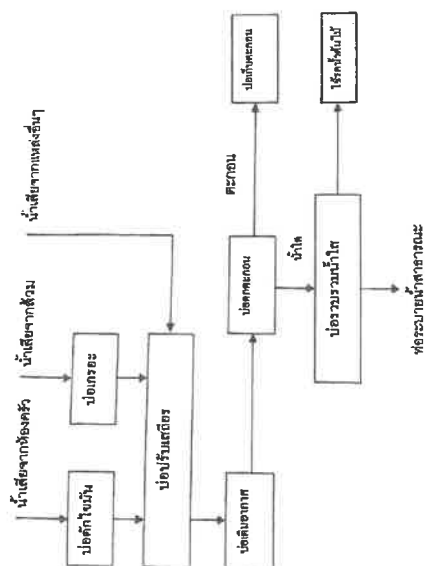 น้ำเสียจากห้องครัว
น้ำเสียจากส้วม
น้ำเสียจากแหล่งอื่นๆ
บ่อดักไขมัน
บ่อเกรอะ
บ่อปรับเสถียร
บ่อเติมอากาศ
บ่อตกตะกอน
ตะกอน
บ่อเก็บตะกอน
น้ำใส
บ่อรวบรวมน้ำใส
ใช้รดน้ำต้นไม้
ท่อระบายน้ำสาธารณะ